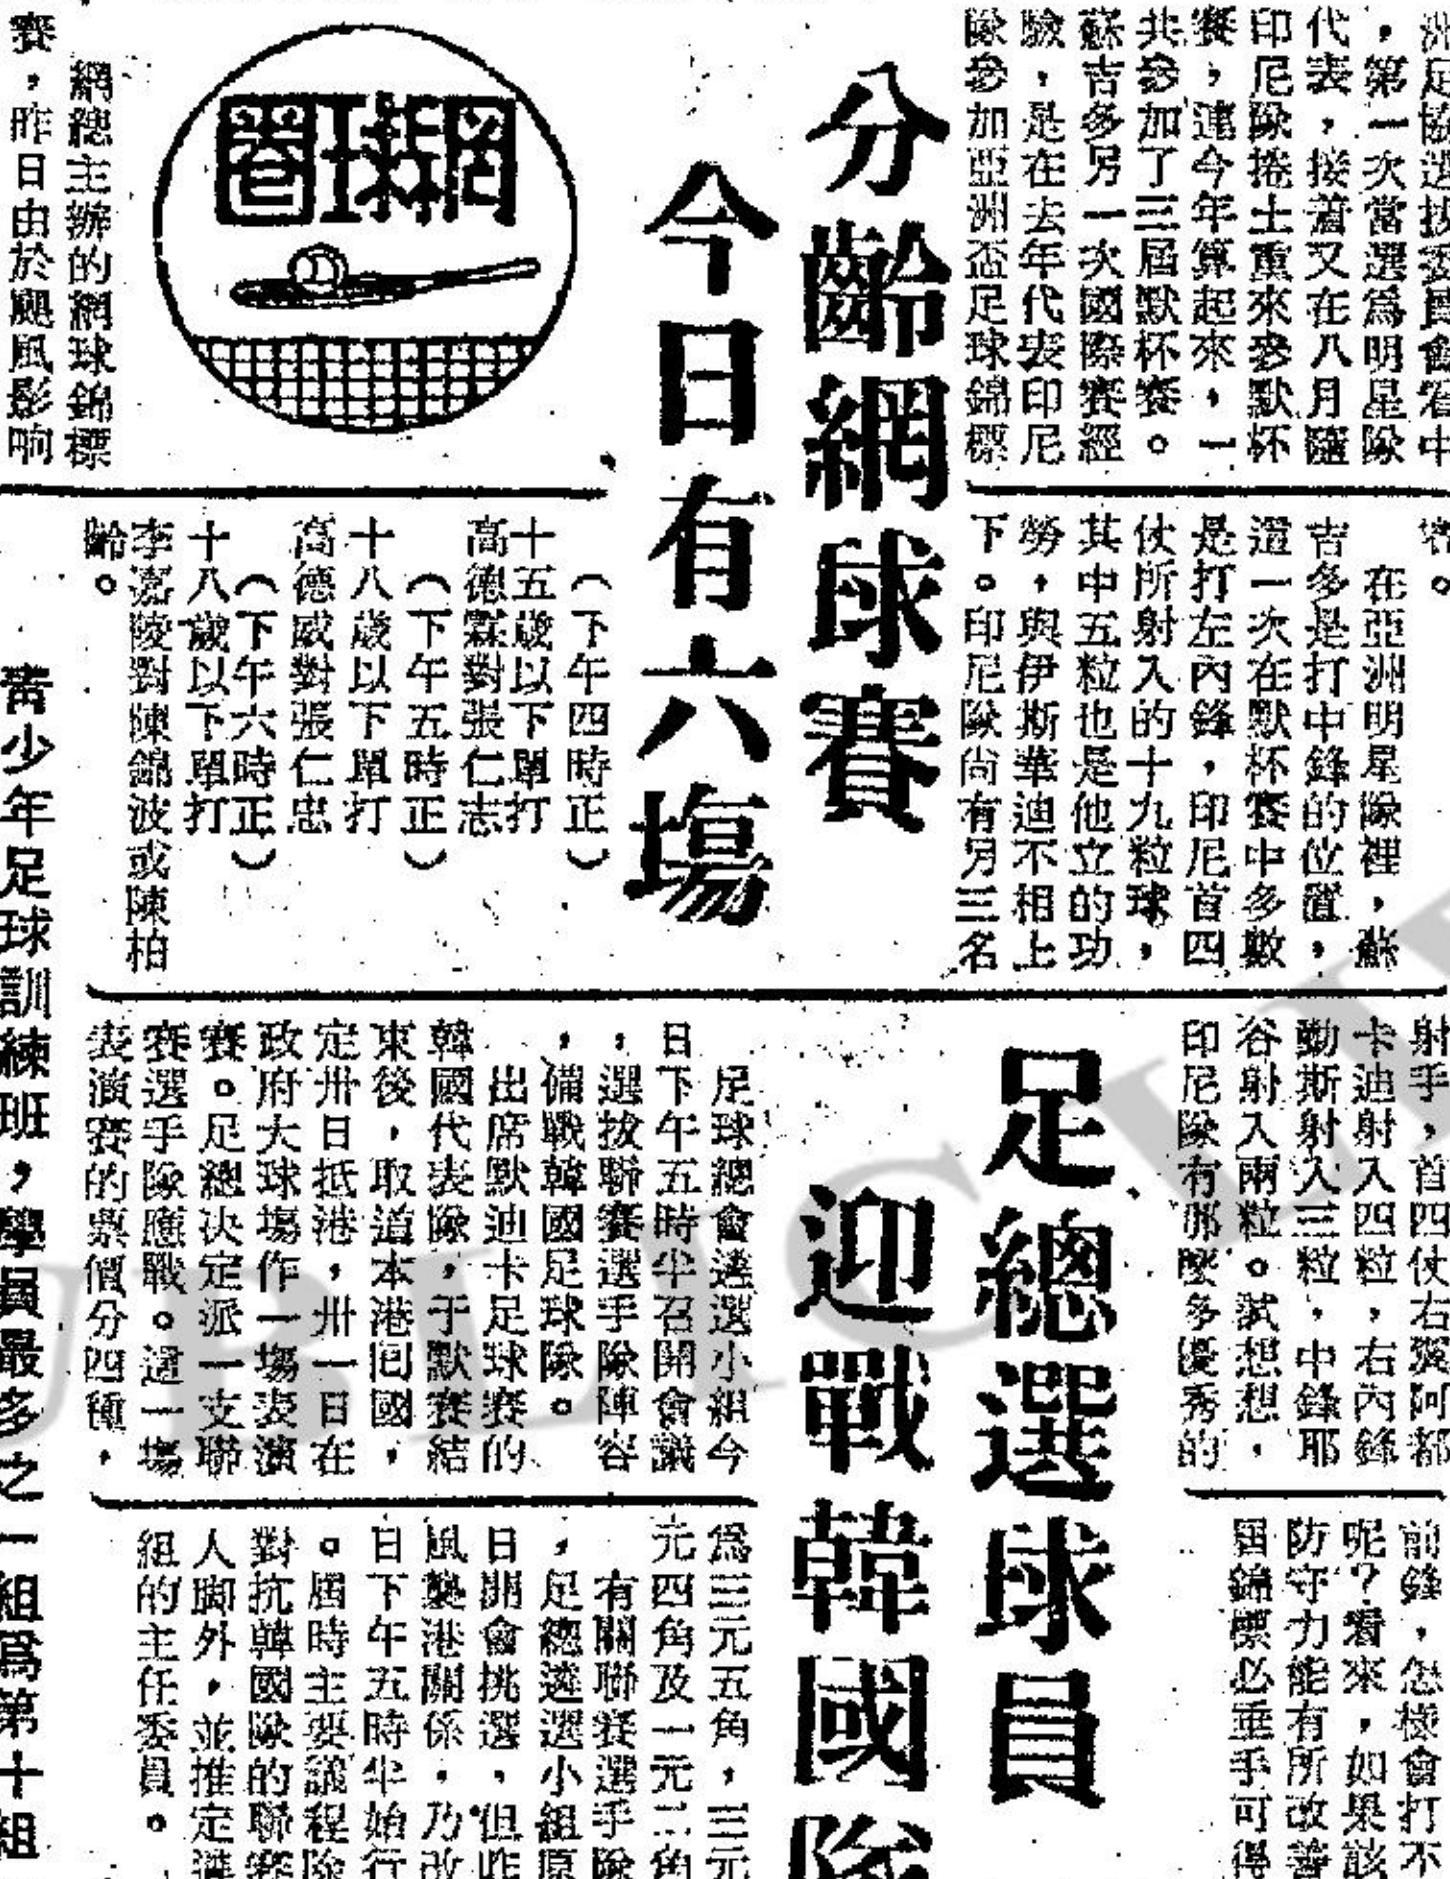 洲足協選拔委員會看中
，第一次當選爲明星隊
代表，接着又在八月隨
印尼隊捲土重來參默杯
賽，連今年算起來，一
共參加了三屆默杯賽。
蘇吉多另一次國際賽經
驗，是在去年代表印尼
隊參加亞洲盃足球錦標
在亞洲明星隊裡，蘇
吉多是打中鋒的位置，
這一次在默杯賽中多數
是打左內鋒，印尼首四
仗所射入的十九粒球，
其中五粒也是他立的功
勞，與伊斯華迪不相上
下。印尼隊尚有另三名
射手，首四仗右翼阿都
卡迪射入四粒，右內鋒
勤斯射入三粒，中鋒耶
谷射入兩粒。試想想，
印尼隊有那麼多優秀的
前鋒，怎樣會打不
呢？看來，如果該
防守力能有所改善
屆錦標必垂手可得
分齡網球賽
今日有六場
網球圈
網總主辦的網球錦標
賽，昨日由於颶風影响
（下午四時正）
十五歲以下單打
高德霖對張仁志
（下午五時正）
十八歲以下單打
高德威對張仁忠
（下午六時正）
十八歲以下單打
李嘉陵對陳錦波或陳柏
齡。
足總選球員
迎戰韓國隊
足球總會遴選小組今
日下午五時半召開會議
，選拔聯賽選手隊陣容
，備戰韓國足球隊。
出席默迪卡足球賽的
韓國代表隊，于默賽結
東後，取道本港囘國，
定卅日抵港，卅一日在
政府大球場作一場表演
賽。足總決定派一支聯
賽選手隊應戰。這一場
表演賽的票價分四種，
爲三元五角，三元
元四角及一元二角
有關聯賽選手隊
，足總遴選小組原
日開會挑選，但昨
風襲港關係，乃改
日下午五時半始行
。屆時主要議程除
對抗韓國隊的聯賽
人脚外，並推定遴
組的主任委員。
青少年足球訓練班，學員最多之一組爲第十組
PUBLIC LI